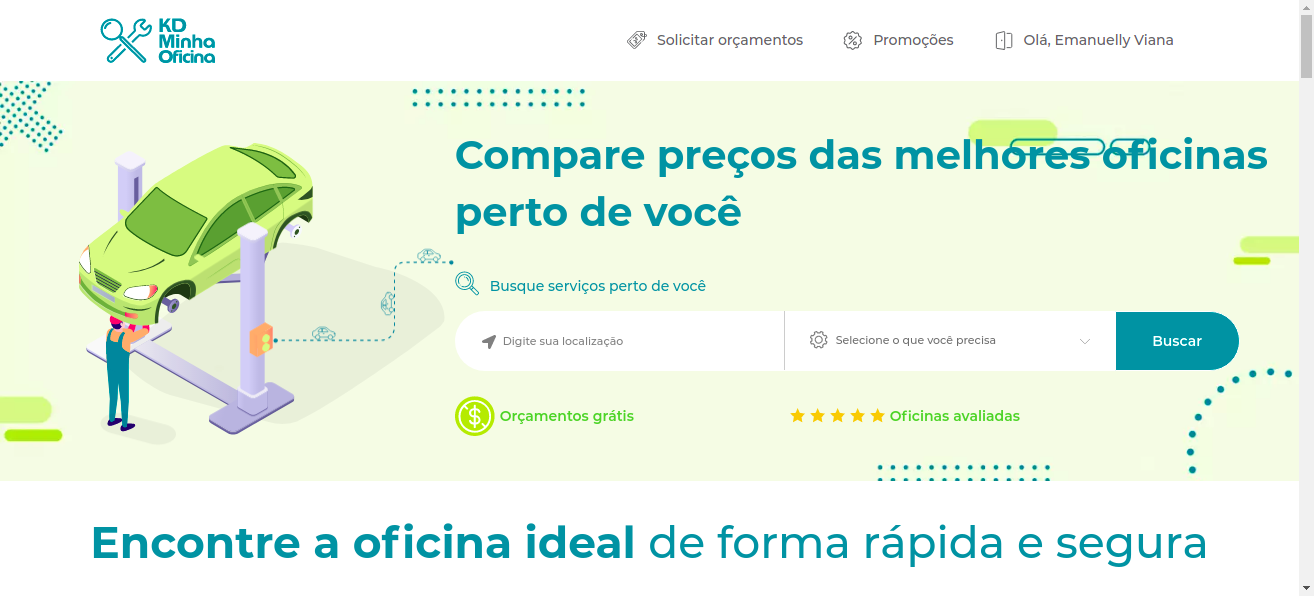 KD
Minha
Oficina
Solicitar orçamentos
Promoções
Olá, Emanuelly Viana
Compare preços das melhores oficinas
perto de você
Busque serviços perto de você
Digite sua localização
Selecione o que você precisa
Buscar
Orçamentos grátis
Oficinas avaliadas
Encontre a oficina ideal de forma rápida e segura